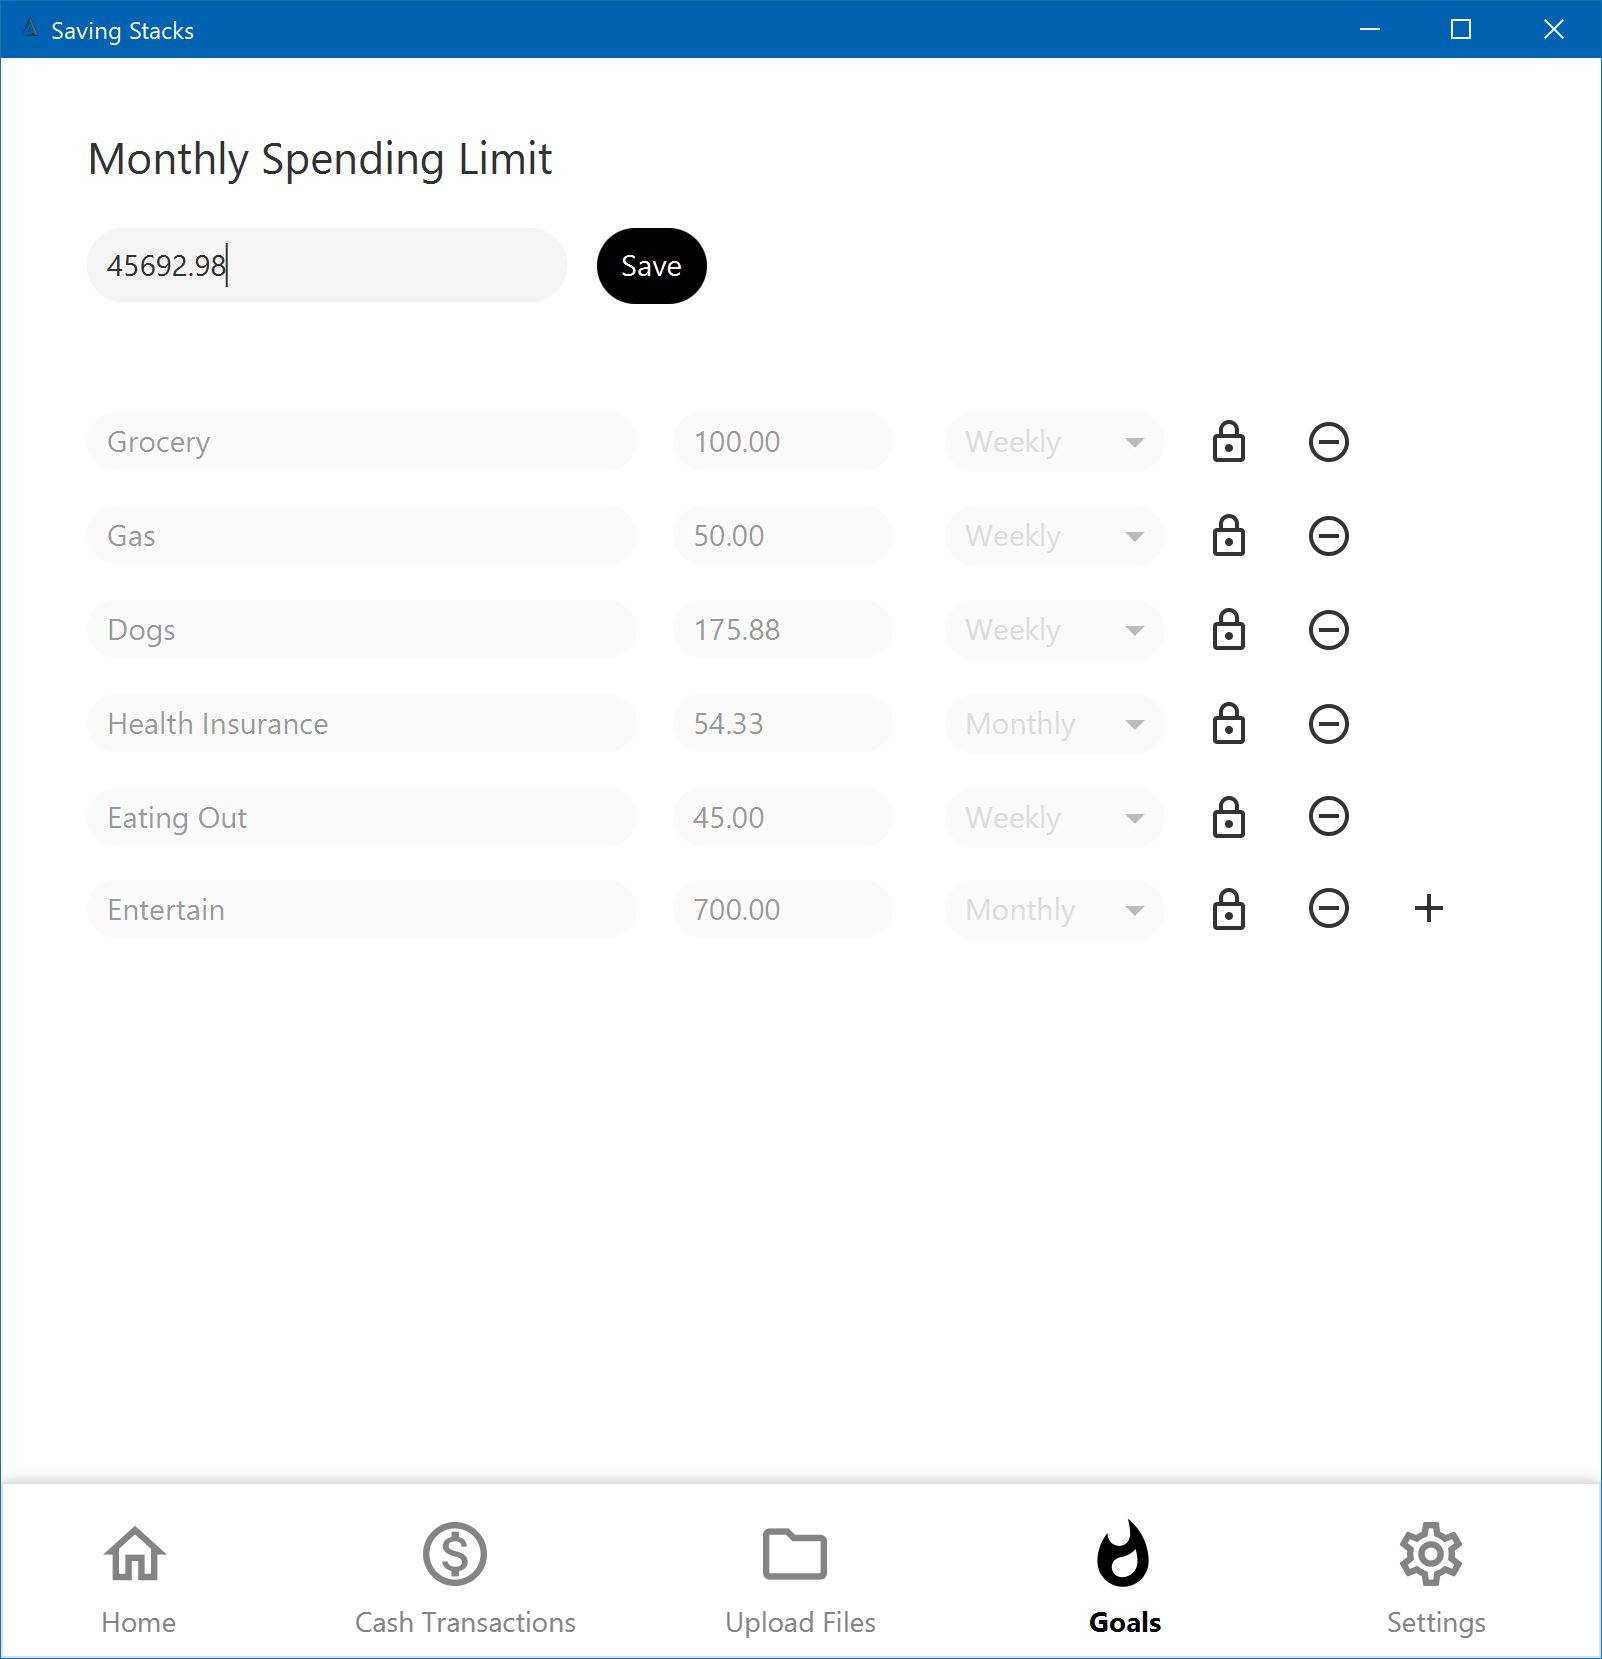 Saving Stacks
Monthly Spending Limit
45692.98 Save
Grocery 100.00 Weekly
Gas 50.00 Weekly
Dogs 175.88 Weekly
Health Insurance 54.33 Monthly
Eating Out 45.00 Weekly
Entertain 700.00 Monthly
Home Cash Transactions Upload Files Goals Settings